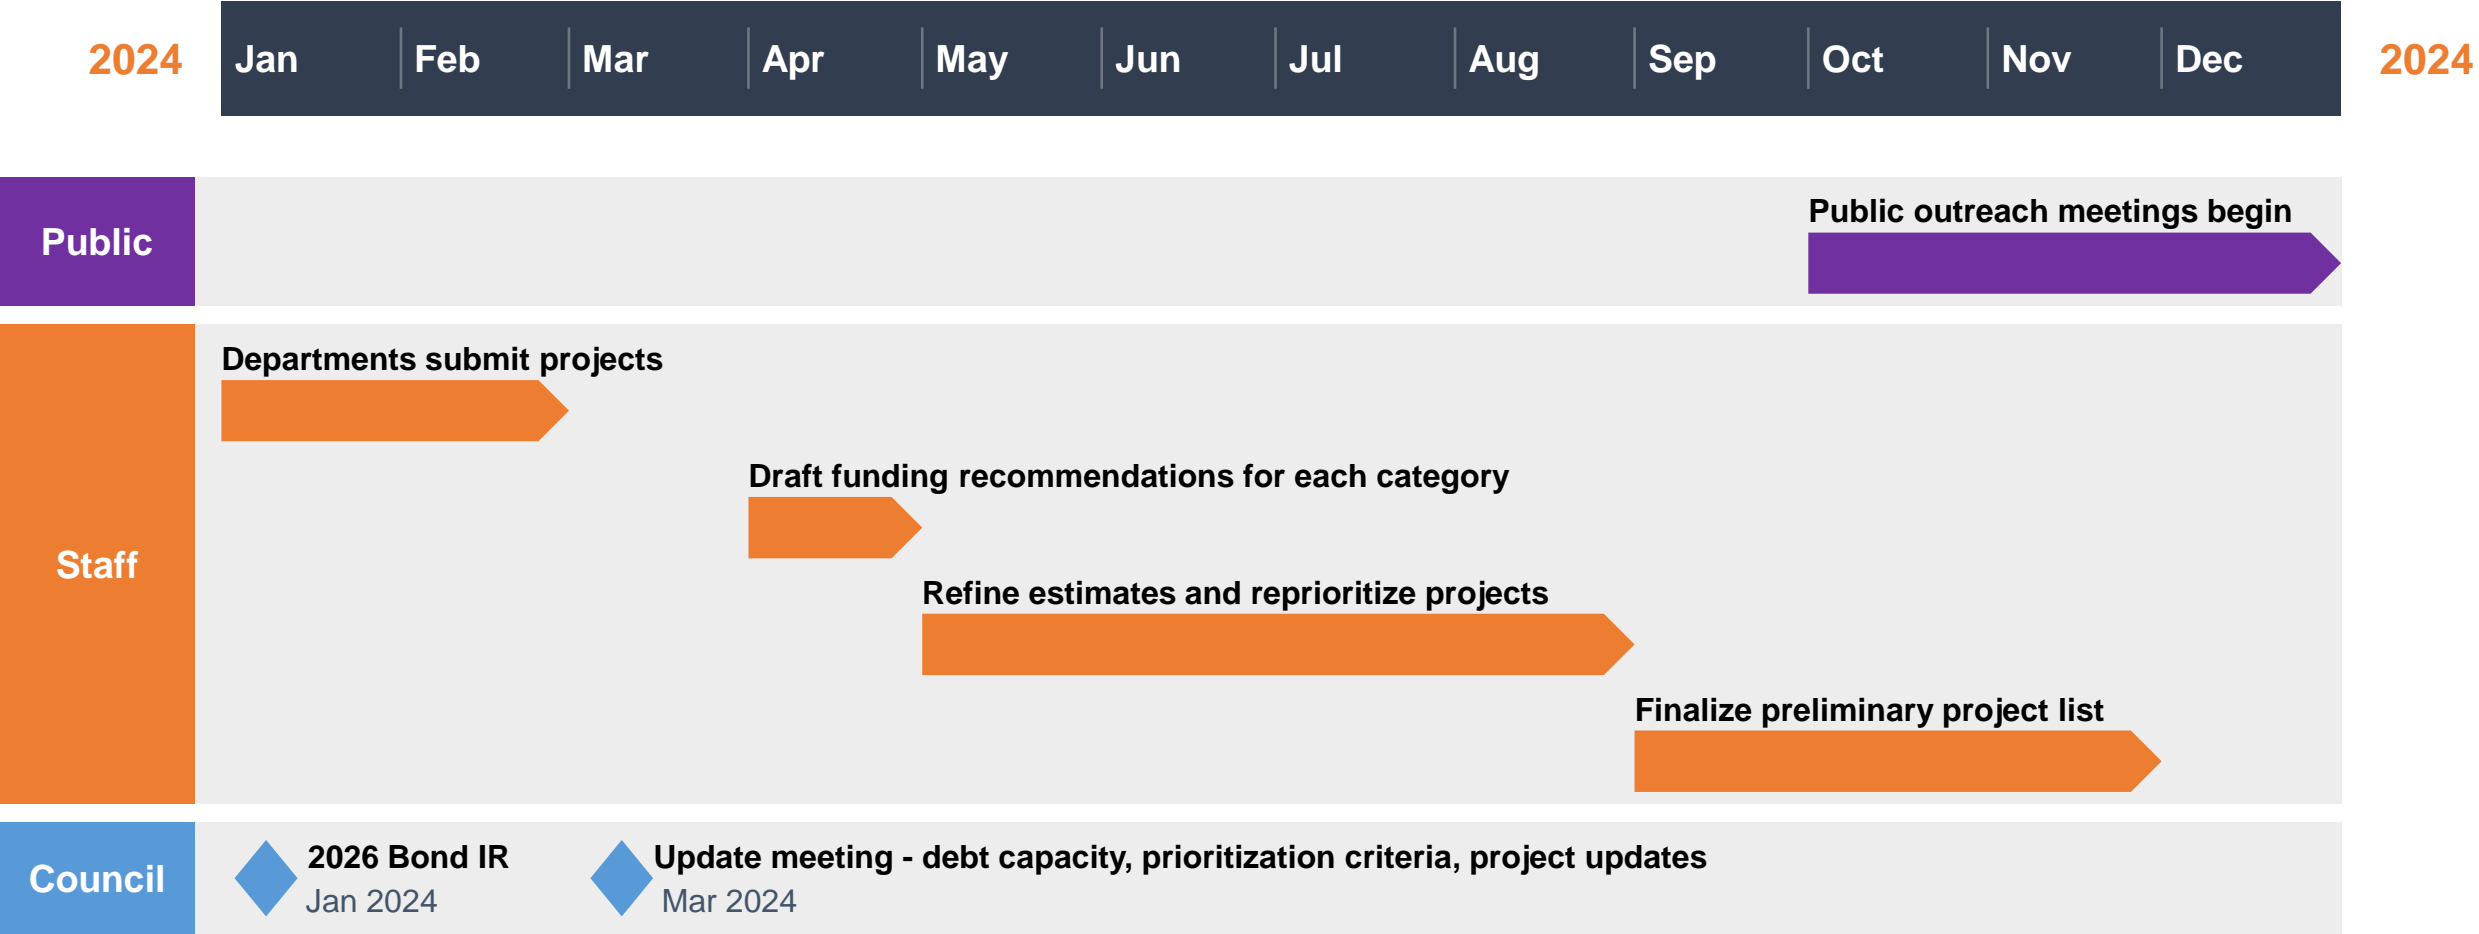 2024 Jan Feb Mar Apr May Jun Jul Aug Sep Oct Nov Dec 2024
Public
Public outreach meetings begin
Staff
Departments submit projects
Draft funding recommendations for each category
Refine estimates and reprioritize projects
Finalize preliminary project list
Council
2026 Bond IR
Jan 2024
Update meeting - debt capacity, prioritization criteria, project updates
Mar 2024